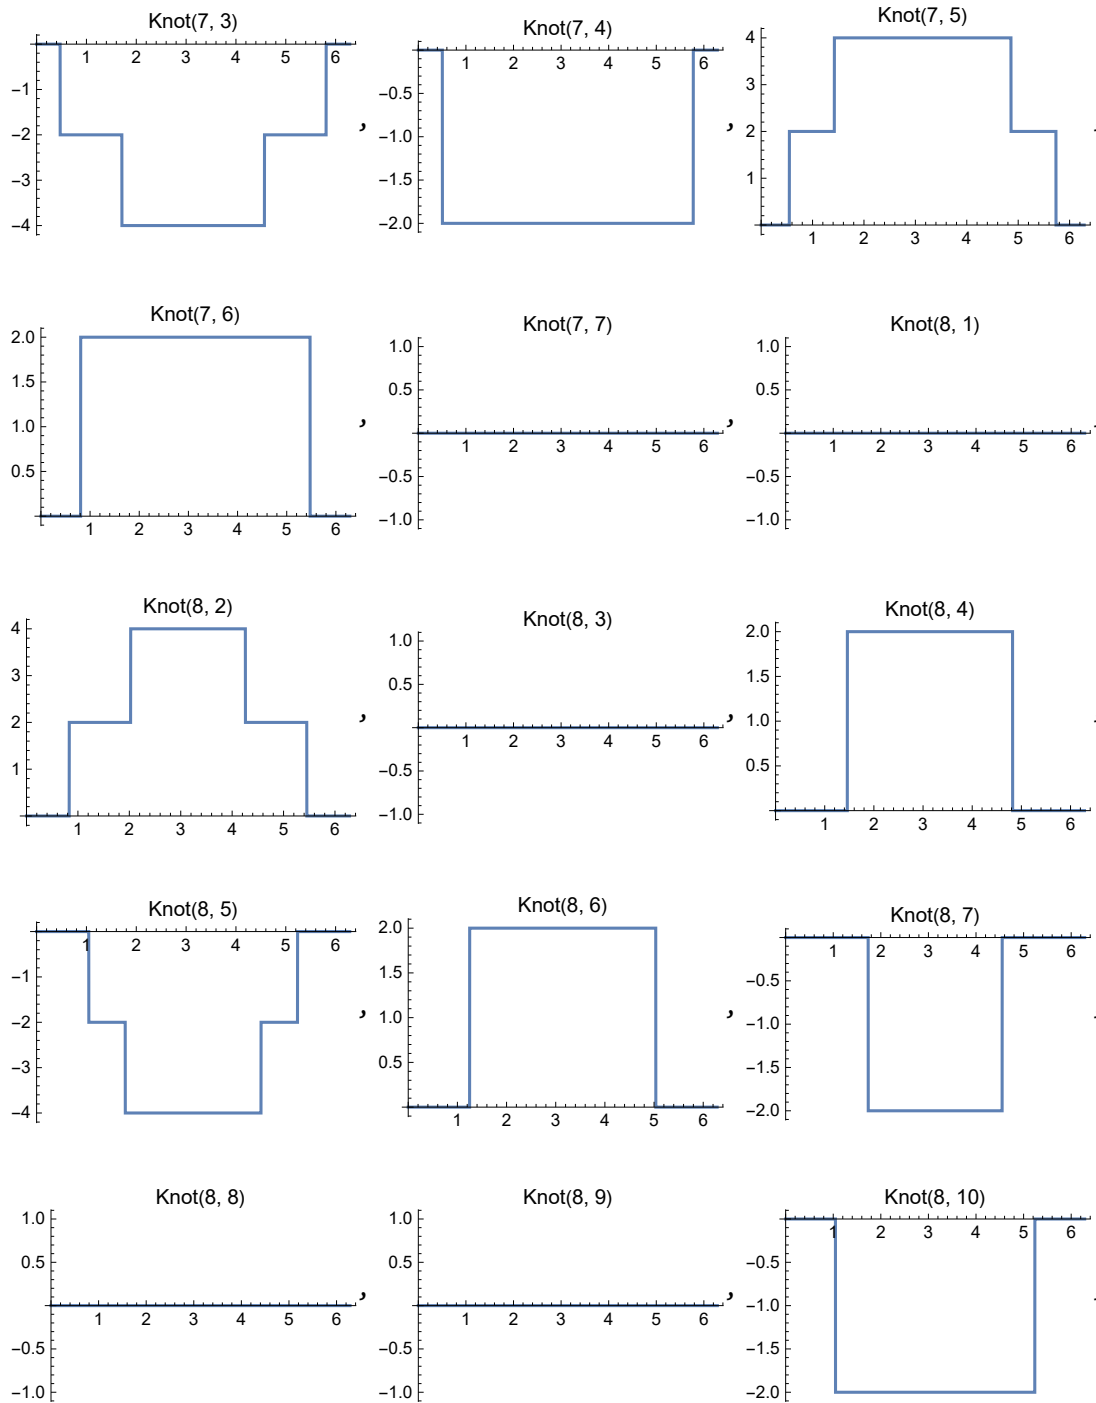 Knot(7, 3)
1 2 3 4 5 6
−1
−2
−3
−4
,
Knot(7, 4)
1 2 3 4 5 6
−0.5
−1.0
−1.5
−2.0
,
Knot(7, 5)
4
3
2
1
1 2 3 4 5 6
Knot(7, 6)
2.0
1.5
1.0
0.5
1 2 3 4 5 6
,
Knot(7, 7)
1.0
0.5
1 2 3 4 5 6
−0.5
−1.0
,
Knot(8, 1)
1.0
0.5
1 2 3 4 5 6
−0.5
−1.0
Knot(8, 2)
4
3
2
1
1 2 3 4 5 6
,
Knot(8, 3)
1.0
0.5
1 2 3 4 5 6
−0.5
−1.0
,
Knot(8, 4)
2.0
1.5
1.0
0.5
1 2 3 4 5 6
Knot(8, 5)
1 2 3 4 5 6
−1
−2
−3
−4
,
Knot(8, 6)
2.0
1.5
1.0
0.5
1 2 3 4 5 6
,
Knot(8, 7)
1 2 3 4 5 6
−0.5
−1.0
−1.5
−2.0
Knot(8, 8)
1.0
0.5
1 2 3 4 5 6
−0.5
−1.0
,
Knot(8, 9)
1.0
0.5
1 2 3 4 5 6
−0.5
−1.0
,
Knot(8, 10)
1 2 3 4 5 6
−0.5
−1.0
−1.5
−2.0